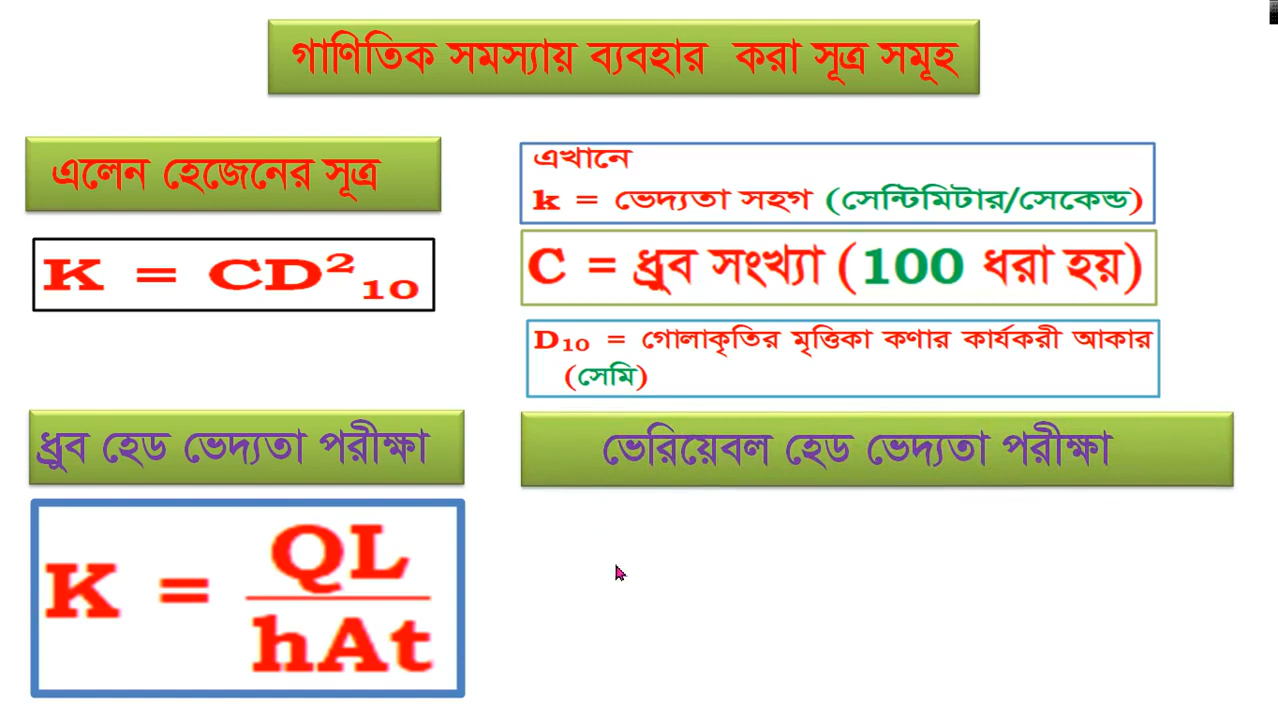 গাণিতিক সমস্যায় ব্যবহার করা সূত্র সমূহ
এলেন হেজেনের সূত্র
K = CD²₁₀
এখানে
k = ভেদ্যতা সহগ (সেন্টিমিটার/সেকেন্ড)
C = ধ্রুব সংখ্যা (100 ধরা হয়)
D₁₀ = গোলাকৃতির মৃত্তিকা কণার কার্যকরী আকার
(সেমি)
ধ্রুব হেড ভেদ্যতা পরীক্ষা
K = QL
hAt
ভেরিয়েবল হেড ভেদ্যতা পরীক্ষা